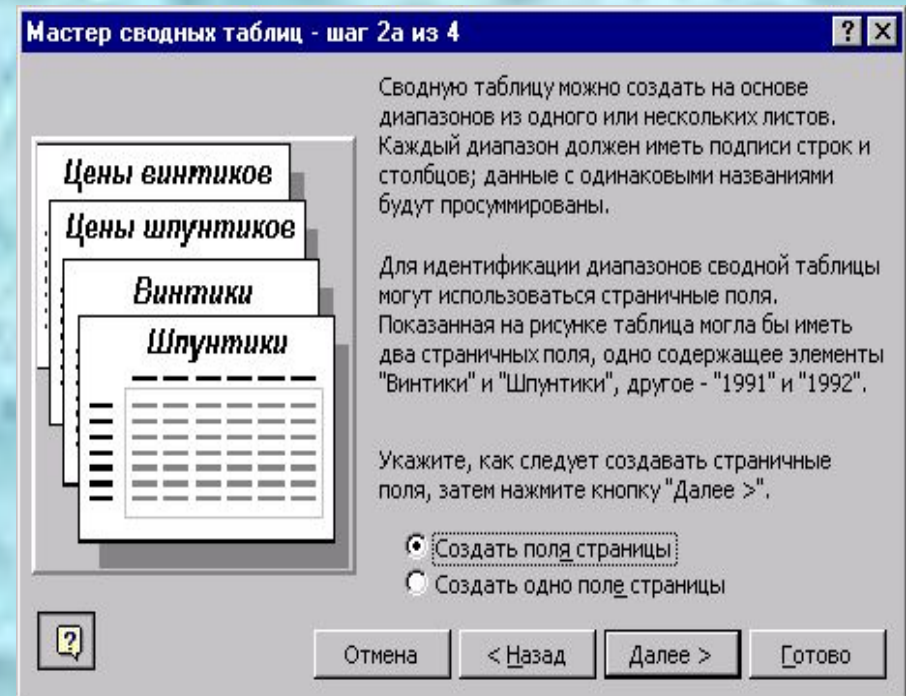 Мастер сводных таблиц - шаг 2а из 4
Сводную таблицу можно создать на основе
диапазонов из одного или нескольких листов.
Каждый диапазон должен иметь подписи строк и
столбцов; данные с одинаковыми названиями
будут просуммированы.
Для идентификации диапазонов сводной таблицы
могут использоваться страничные поля.
Показанная на рисунке таблица могла бы иметь
два страничных поля, одно содержащее элементы
"Винтики" и "Шпунтики", другое - "1991" и "1992".
Цены винтиков
Цены шпунтиков
Винтики
Шпунтики
Укажите, как следует создавать страничные
поля, затем нажмите кнопку "Далее >".
Создать поля страницы
Создать одно поле страницы
Отмена
< Назад
Далее >
Готово